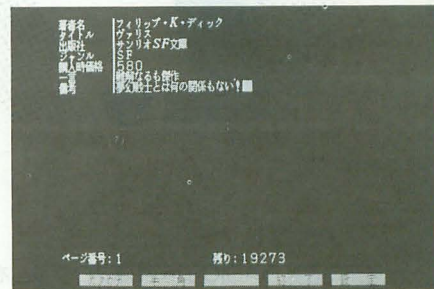 著者名 フィリップ・K・ディック
タイトル ヴァリス
出版社 サンリオSF文庫
ジャンル SF
購入時価格 580
一言 難解なるも傑作
備考 夢幻戦士とは何の関係もない!
ページ番号:1 残り:19273